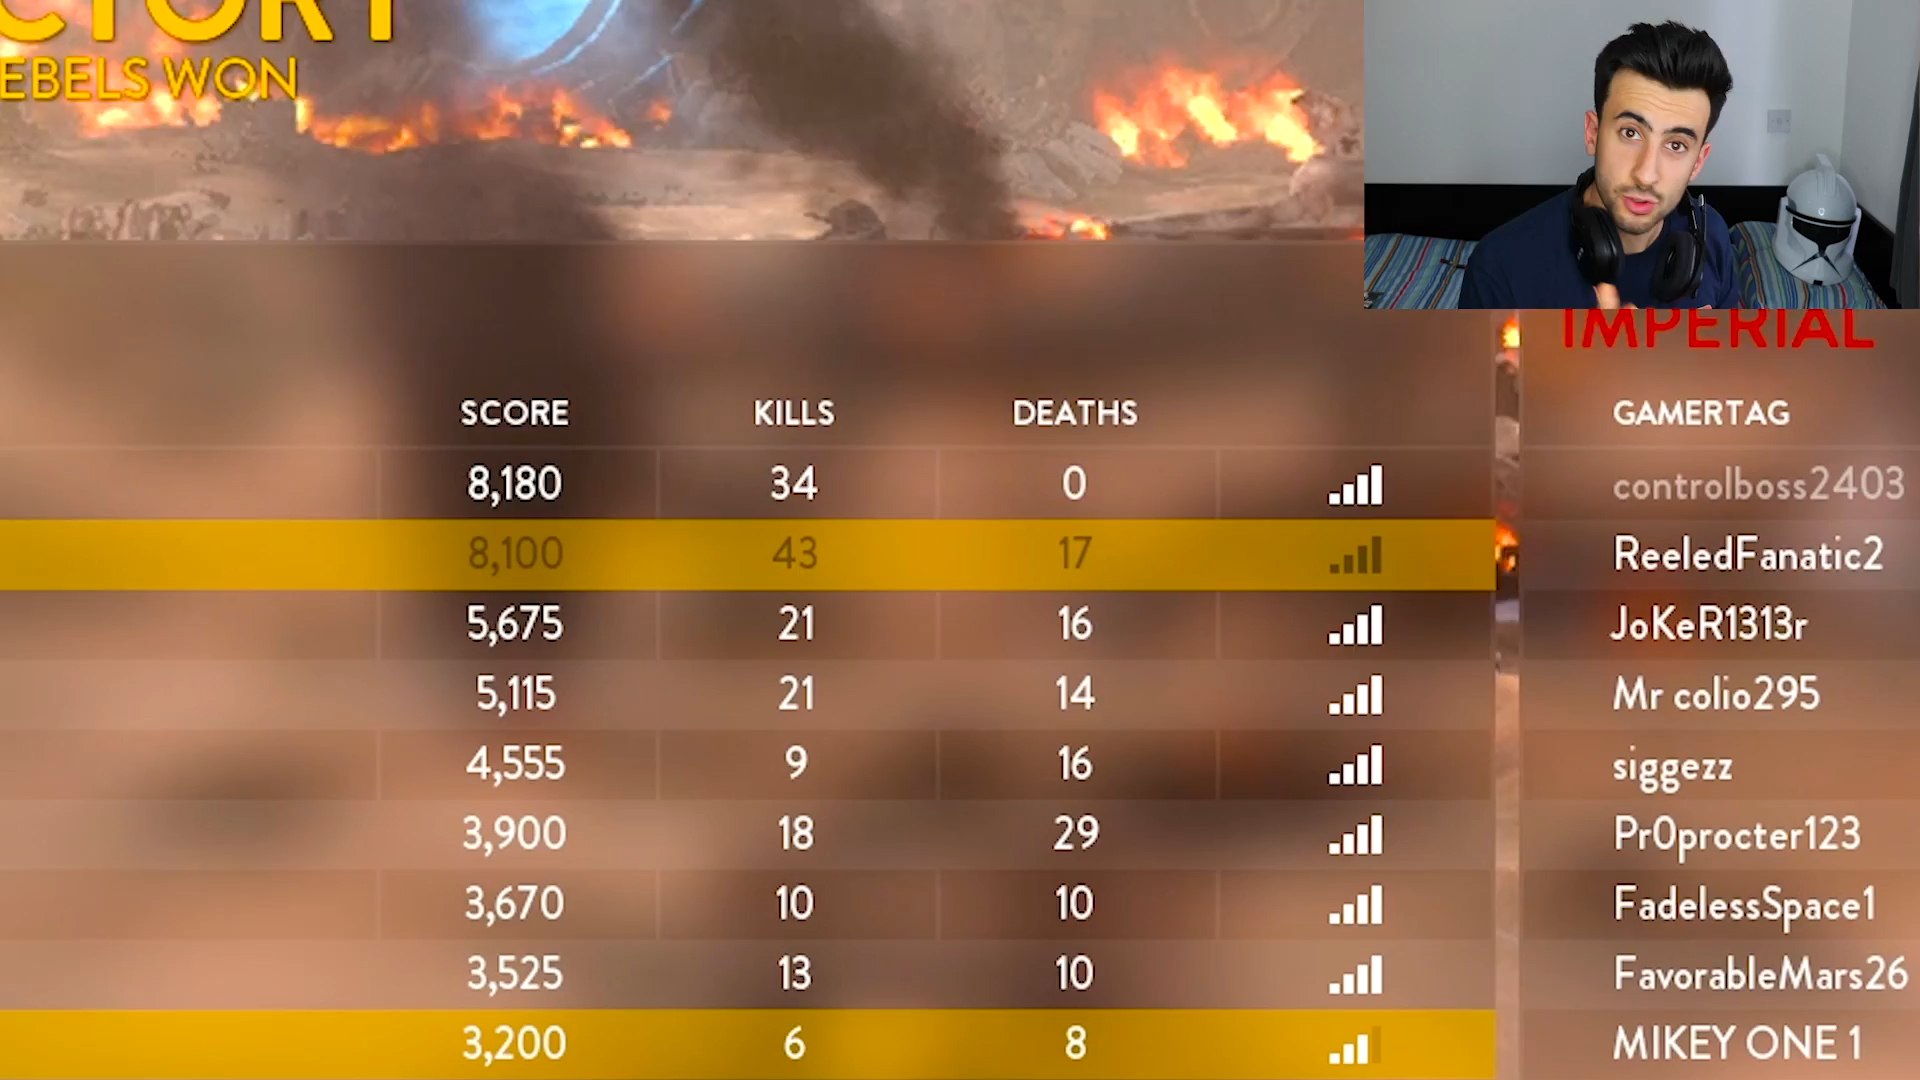 CTORY
EBELS WON
IMPERIAL
SCORE KILLS DEATHS GAMERTAG
8,180 34 0 controlboss2403
8,100 43 17 ReeledFanatic2
5,675 21 16 JoKeR1313r
5,115 21 14 Mr colio295
4,555 9 16 siggezz
3,900 18 29 Pr0procter123
3,670 10 10 FadelessSpace1
3,525 13 10 FavorableMars26
3,200 6 8 MIKEY ONE 1